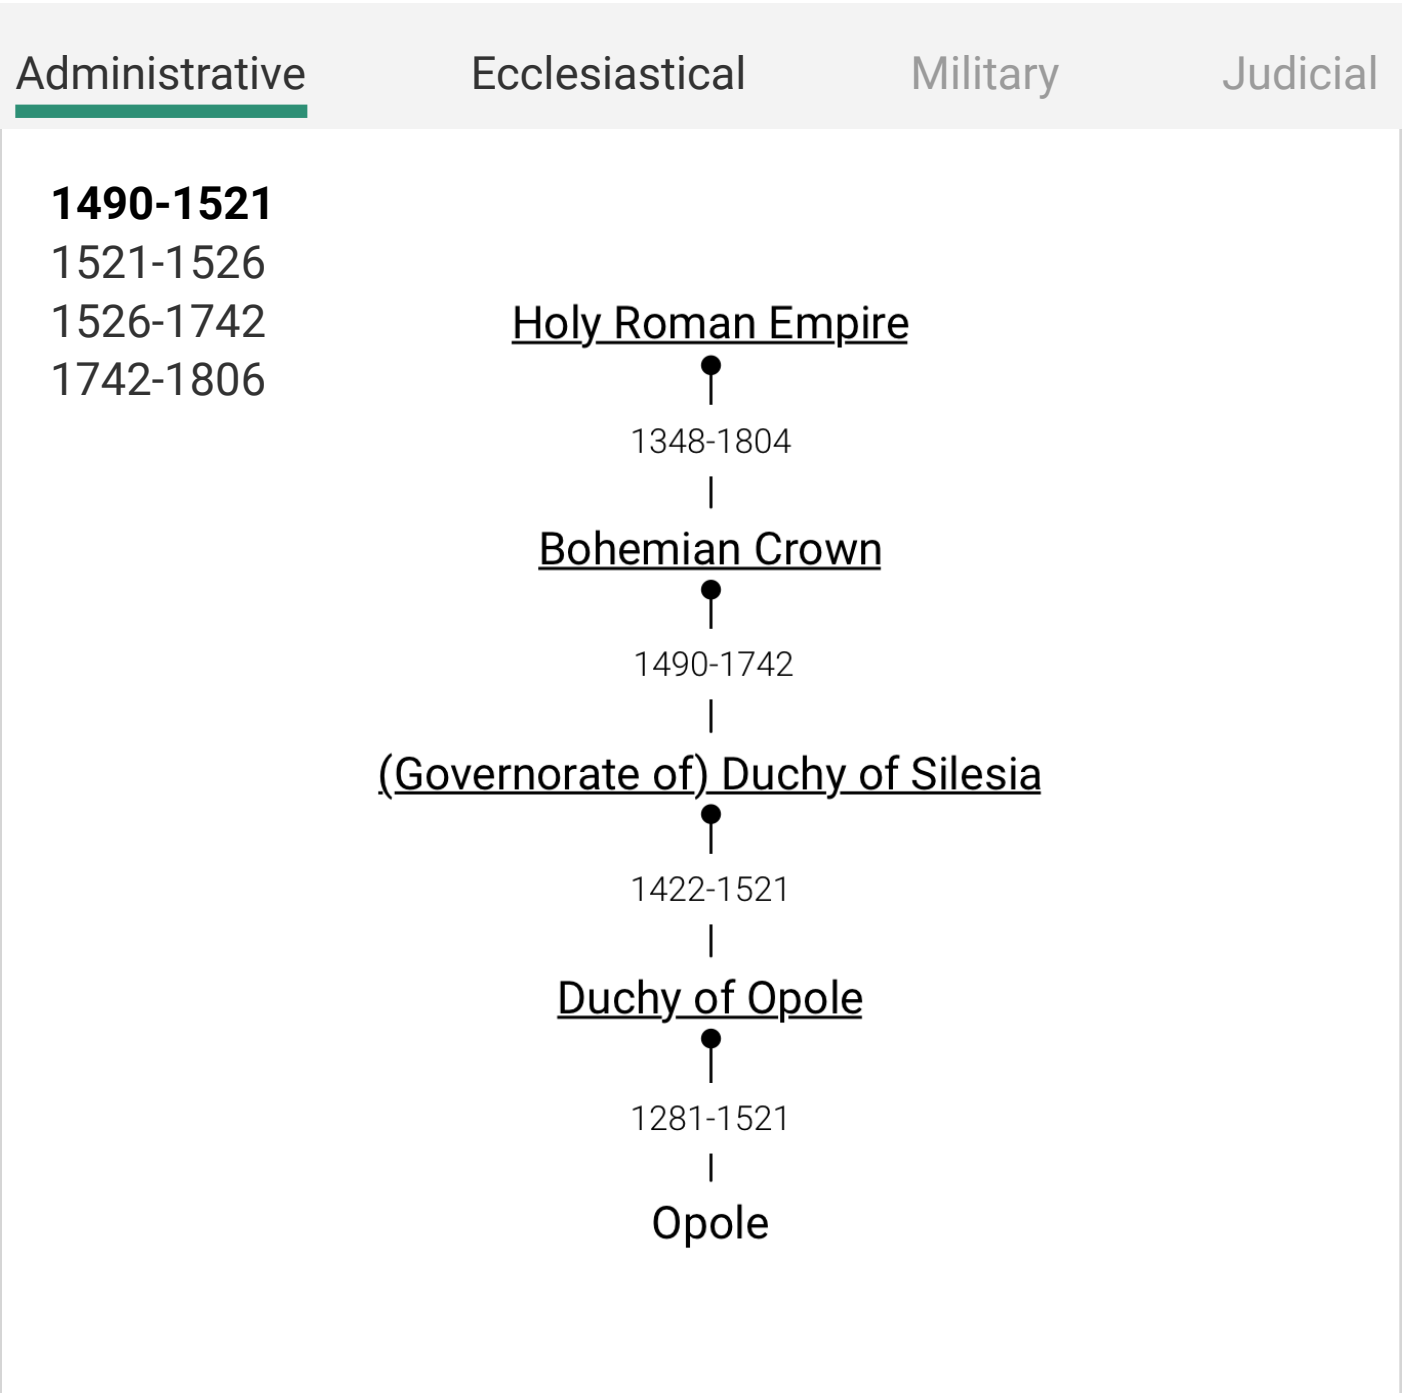 Administrative Ecclesiastical Military Judicial
1490-1521
1521-1526
1526-1742
1742-1806
Holy Roman Empire
1348-1804
Bohemian Crown
1490-1742
(Governorate of) Duchy of Silesia
1422-1521
Duchy of Opole
1281-1521
Opole